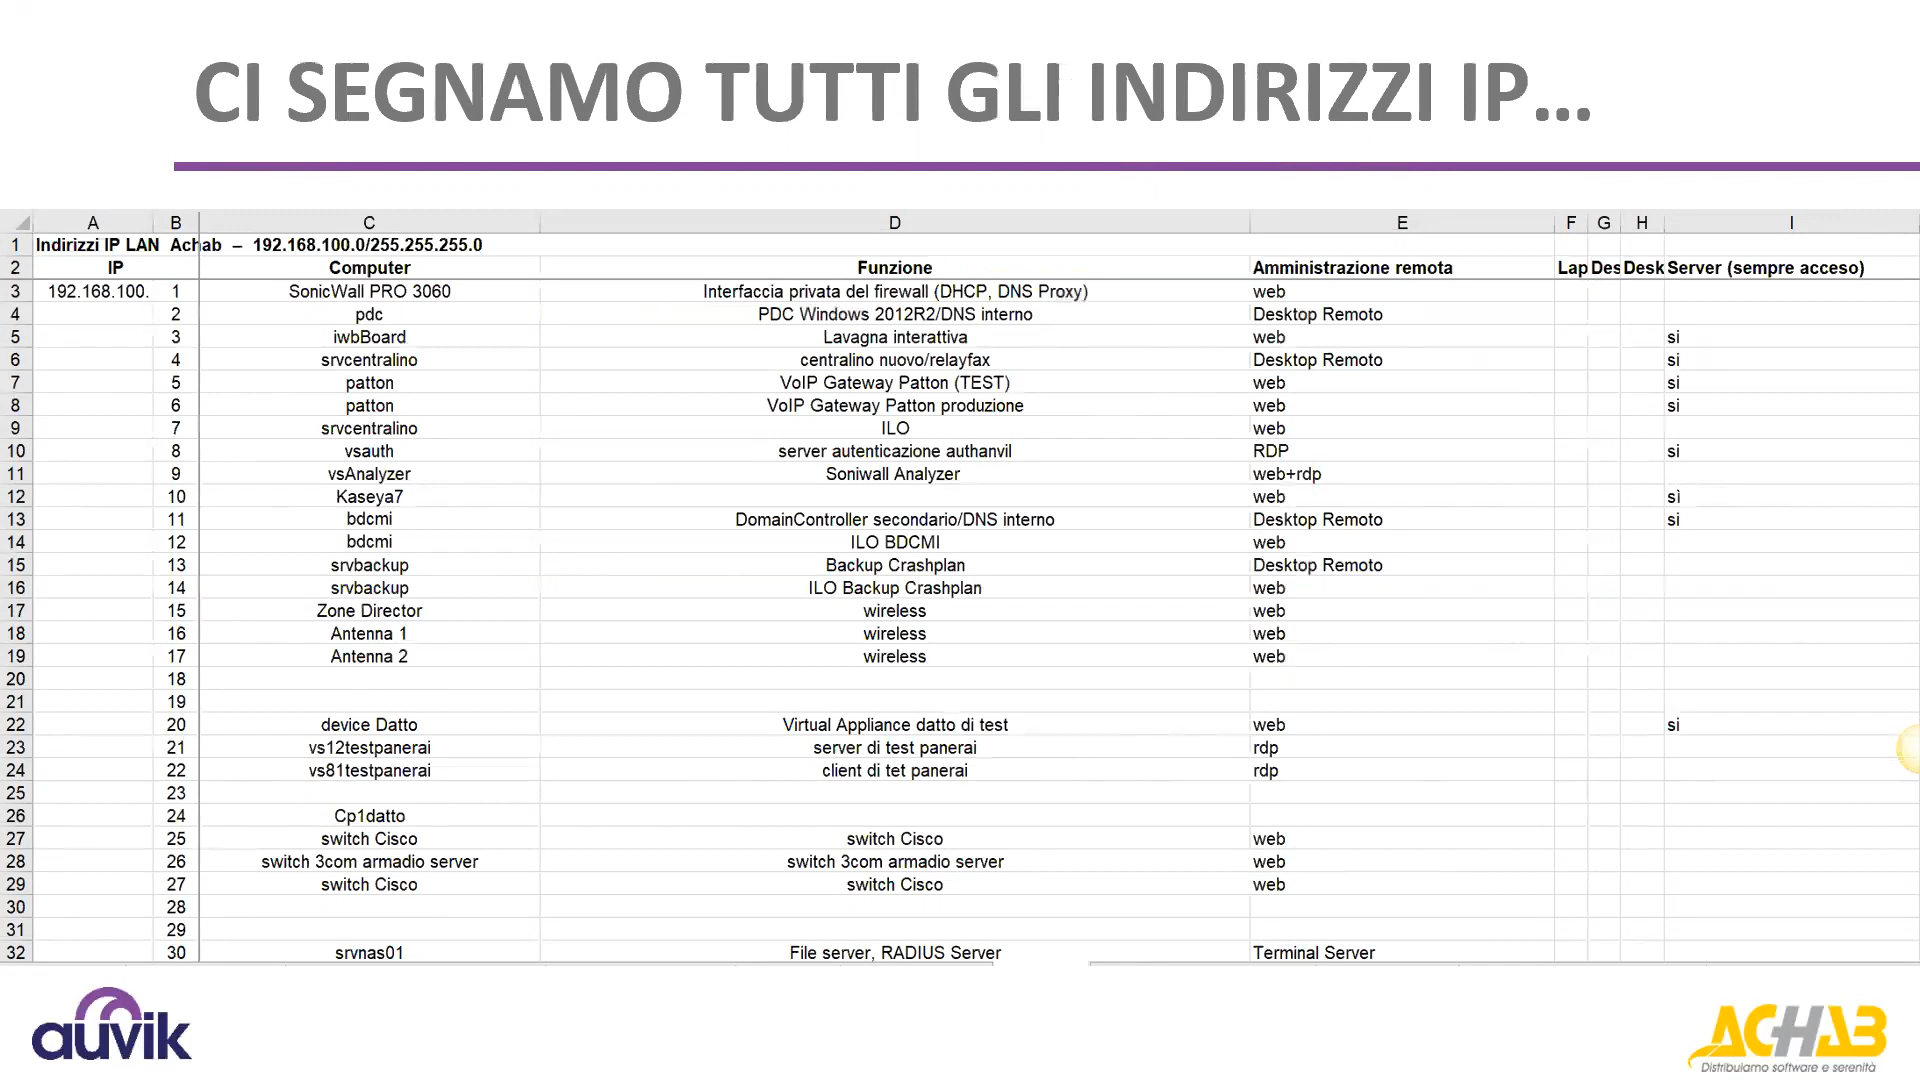 CI SEGNAMO TUTTI GLI INDIRIZZI IP...
A B C D E F G H I
1 Indirizzi IP LAN Achab – 192.168.100.0/255.255.255.0
2 IP Computer Funzione Amministrazione remota Lap Des Desk Server (sempre acceso)
3 192.168.100. 1 SonicWall PRO 3060 Interfaccia privata del firewall (DHCP, DNS Proxy) web
4 2 pdc PDC Windows 2012R2/DNS interno Desktop Remoto
5 3 iwbBoard Lavagna interattiva web si
6 4 srvcentralino centralino nuovo/relayfax Desktop Remoto si
7 5 patton VoIP Gateway Patton (TEST) web si
8 6 patton VoIP Gateway Patton produzione web si
9 7 srvcentralino ILO web
10 8 vsauth server autenticazione authanvil RDP si
11 9 vsAnalyzer Soniwall Analyzer web+rdp
12 10 Kaseya7 web sì
13 11 bdcmi DomainController secondario/DNS interno Desktop Remoto si
14 12 bdcmi ILO BDCMI web
15 13 srvbackup Backup Crashplan Desktop Remoto
16 14 srvbackup ILO Backup Crashplan web
17 15 Zone Director wireless web
18 16 Antenna 1 wireless web
19 17 Antenna 2 wireless web
20 18
21 19
22 20 device Datto Virtual Appliance datto di test web si
23 21 vs12testpanerai server di test panerai rdp
24 22 vs81testpanerai client di tet panerai rdp
25 23
26 24 Cp1datto
27 25 switch Cisco switch Cisco web
28 26 switch 3com armadio server switch 3com armadio server web
29 27 switch Cisco switch Cisco web
30 28
31 29
32 30 srvnas01 File server, RADIUS Server Terminal Server
auvik
ACHAB
Distribuiamo software e serenità